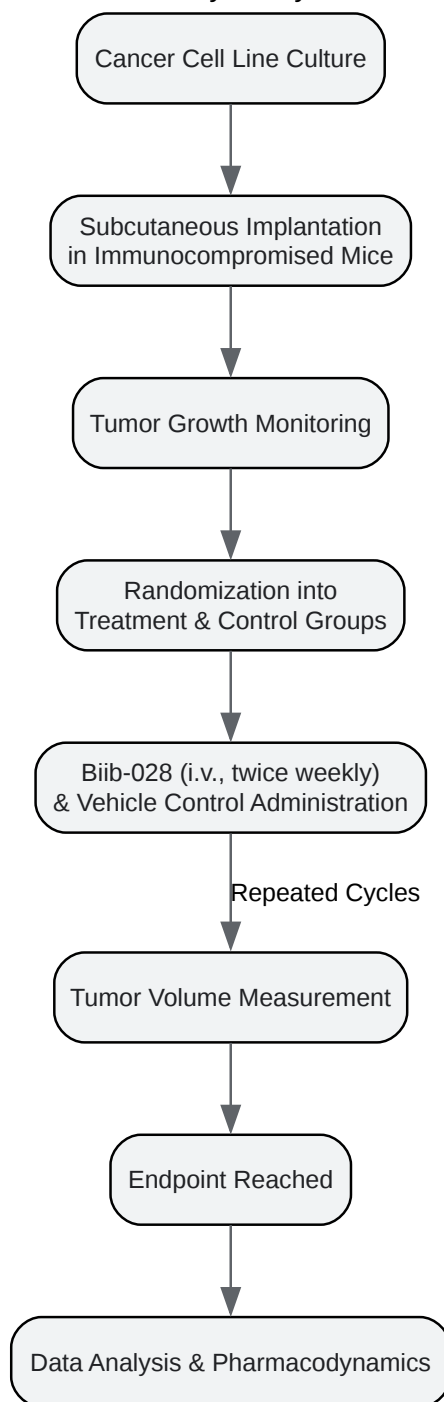 Cancer Cell Line Culture
Subcutaneous Implantation
in Immunocompromised Mice
Tumor Growth Monitoring
Randomization into
Treatment & Control Groups
Biib-028 (i.v., twice weekly)
& Vehicle Control Administration
Repeated Cycles
Tumor Volume Measurement
Endpoint Reached
Data Analysis & Pharmacodynamics